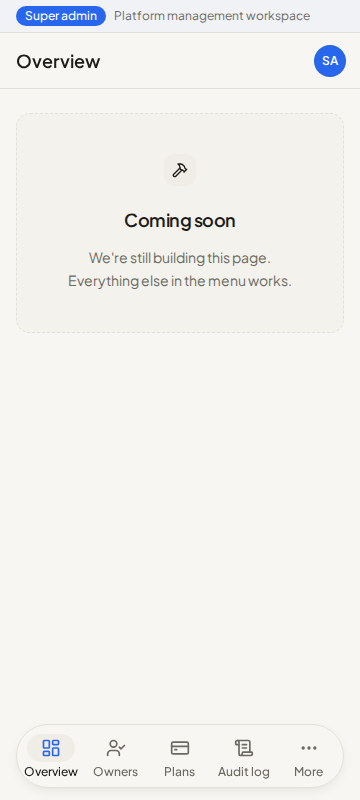 Super admin Platform management workspace
Overview SA
Coming soon
We're still building this page.
Everything else in the menu works.
Overview Owners Plans Audit log More